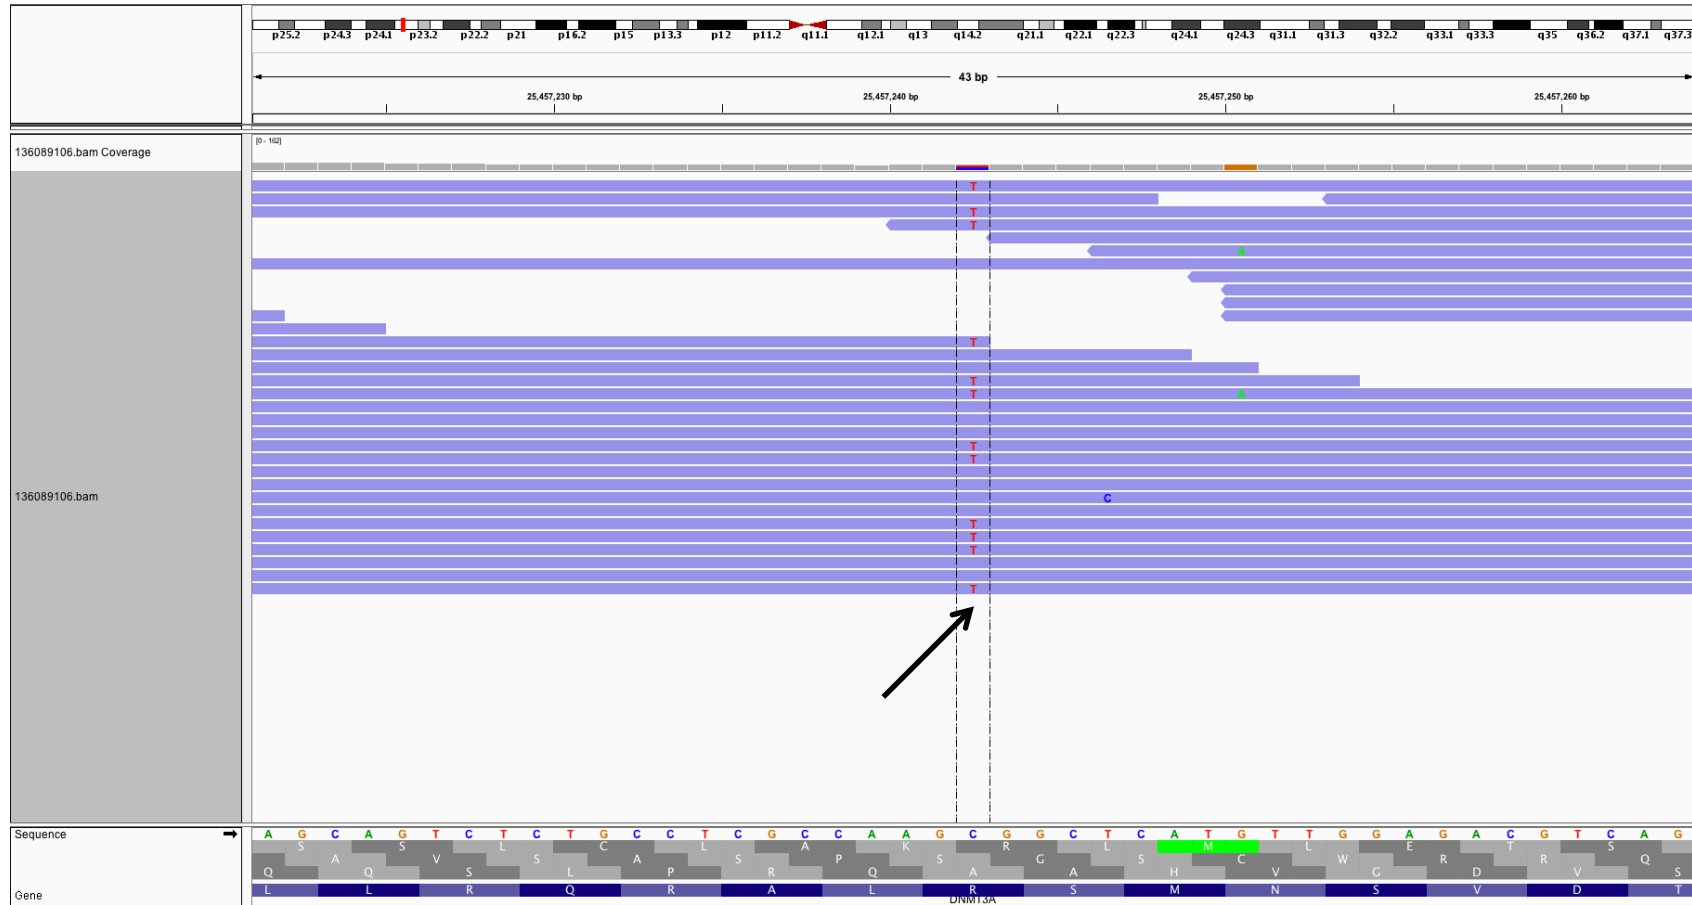 p25.2 p24.3 p24.1 p23.2 p22.2 p21 p16.2 p15 p13.3 p12 p11.2 q11.1 q12.1 q13 q14.2 q21.1 q22.1 q22.3 q24.1 q24.3 q31.1 q31.3 q32.2 q33.1 q33.3 q35 q36.2 q37.1 q37.3
43 bp
25,457,230 bp 25,457,240 bp 25,457,250 bp 25,457,260 bp
[0 - 162]
136089106.bam Coverage
T
T
T
A
T
T
T A
T
T
136089106.bam
C
T
T
T
T
Sequence A G C A G T C T C T G C C T C G C C A A G C G G C T C A T G T T G G A G A C G T C A G
S S L C L A K R L M L E T S
A V S A S P S G S C W R R Q
Q Q S L P R Q A A H V G D V S
Gene L L R Q R A L R S M N S V D T
DNMT3A